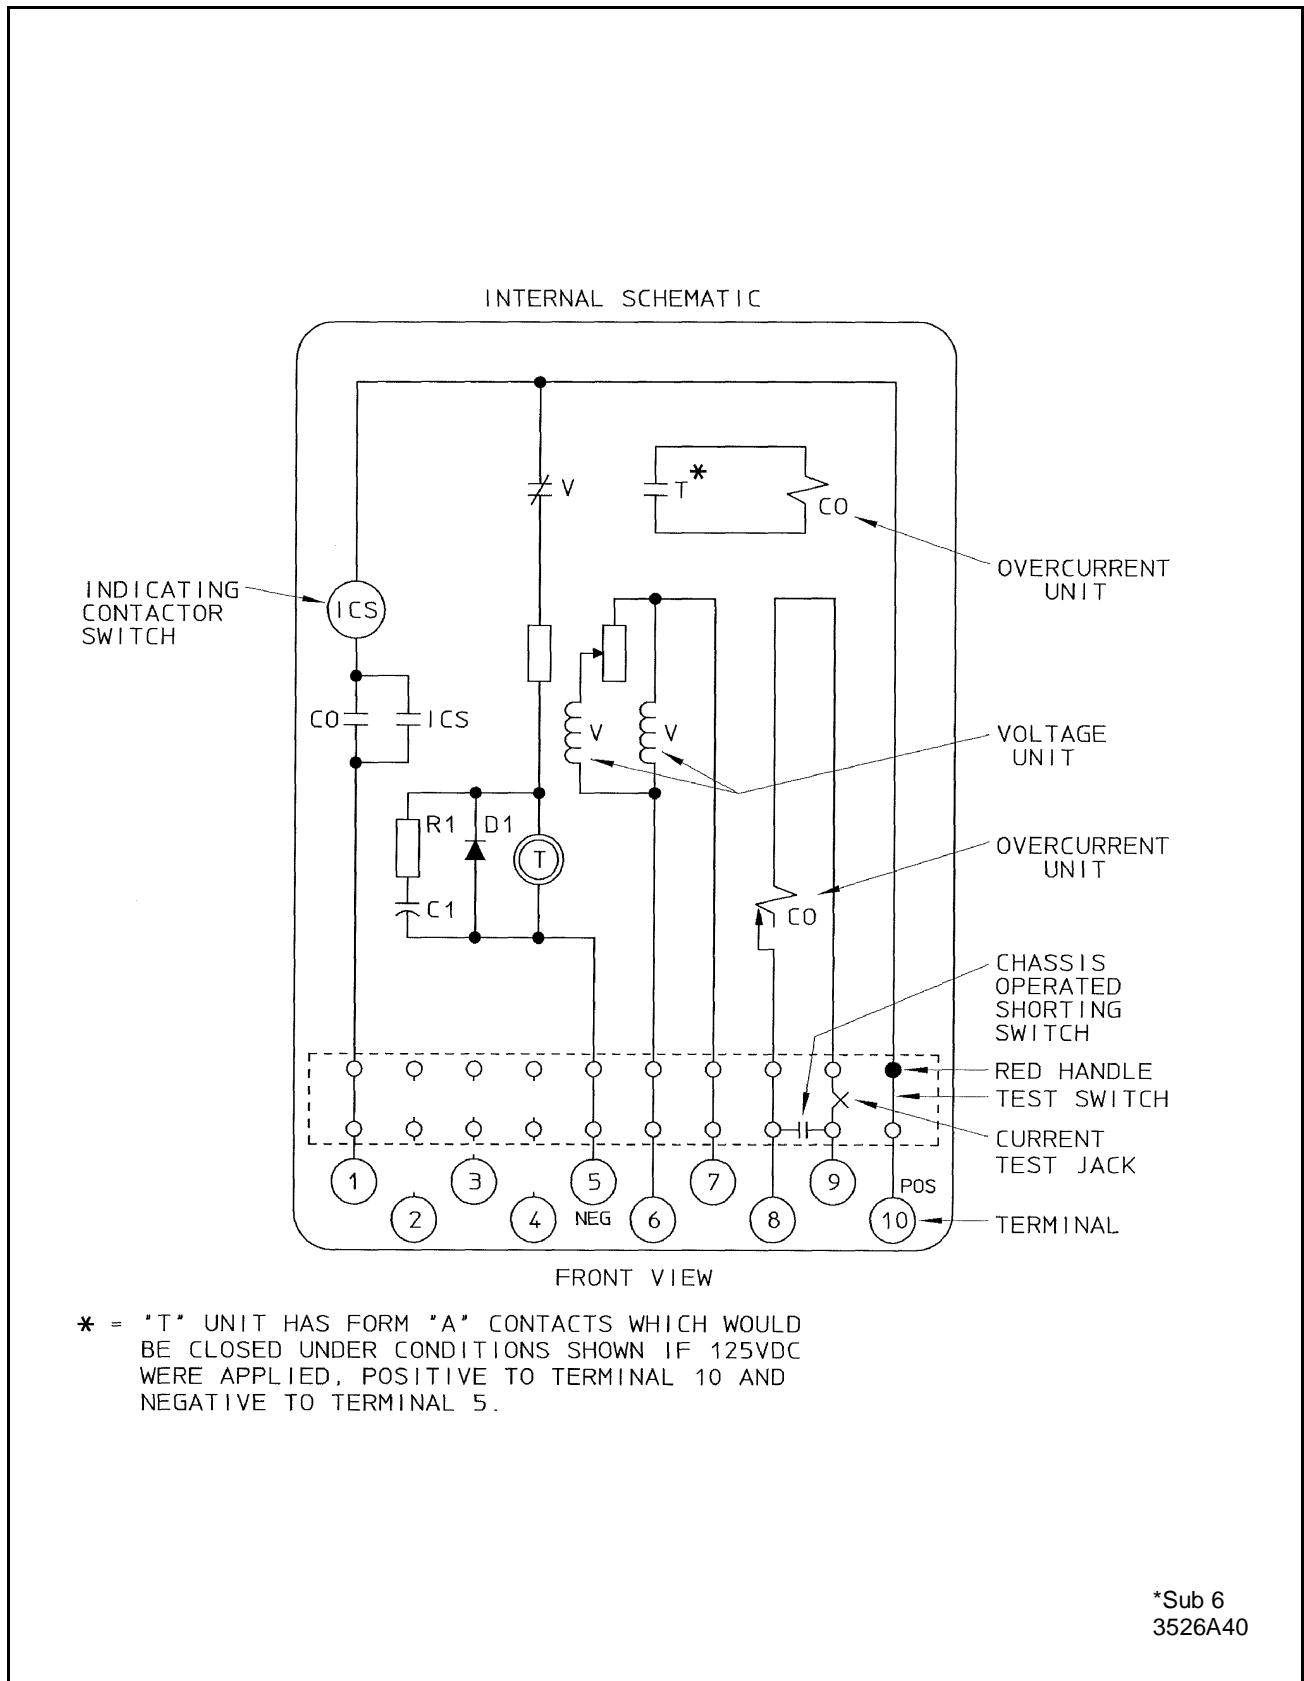 INTERNAL SCHEMATIC
V
T*
CO
OVERCURRENT
UNIT
INDICATING
CONTACTOR
SWITCH
ICS
CO
ICS
V
V
VOLTAGE
UNIT
R1
D1
T
C1
OVERCURRENT
UNIT
CO
CHASSIS
OPERATED
SHORTING
SWITCH
RED HANDLE
TEST SWITCH
CURRENT
TEST JACK
1
3
5
7
9
POS
2
4
NEG
6
8
10
TERMINAL
FRONT VIEW
* = "T" UNIT HAS FORM "A" CONTACTS WHICH WOULD
BE CLOSED UNDER CONDITIONS SHOWN IF 125VDC
WERE APPLIED, POSITIVE TO TERMINAL 10 AND
NEGATIVE TO TERMINAL 5.
*Sub 6
3526A40